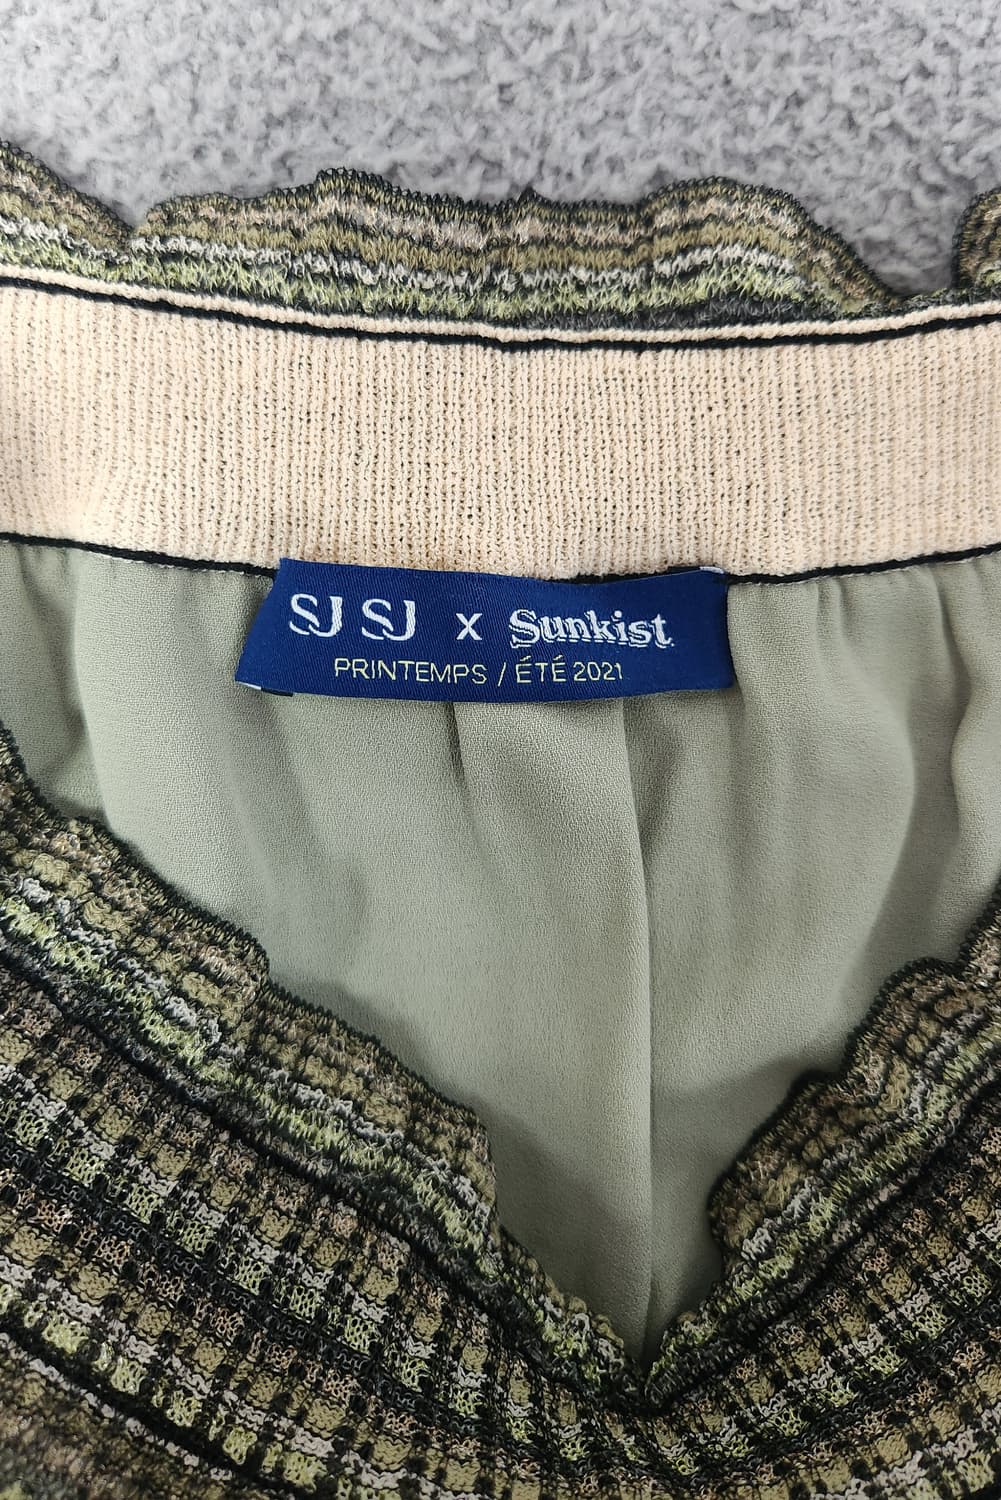 SJ SJ x Sunkist
PRINTEMPS / ÉTÉ 2021